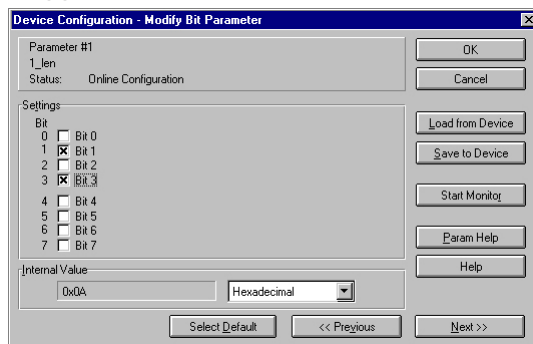 Device Configuration - Modify Bit Parameter
Parameter #1
1_len
Status: Online Configuration
OK
Cancel
Settings
Bit
0 Bit 0
1 Bit 1
2 Bit 2
3 Bit 3
4 Bit 4
5 Bit 5
6 Bit 6
7 Bit 7
Load from Device
Save to Device
Start Monitor
Param Help
Help
Internal Value
0x0A Hexadecimal
Select Default << Previous Next >>